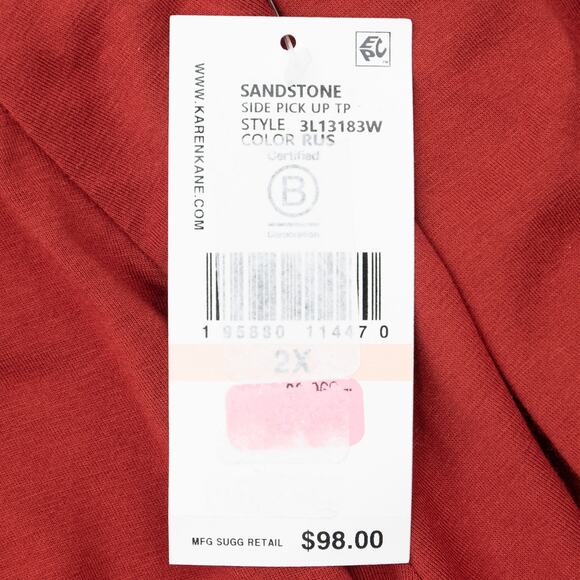 SANDSTONE
SIDE PICK UP TP
STYLE 3L13183W
COLOR RUS
Certified
B
Corporation
WWW.KARENKANE.COM
1 95880 11447 0
2X
MFG SUGG RETAIL $98.00